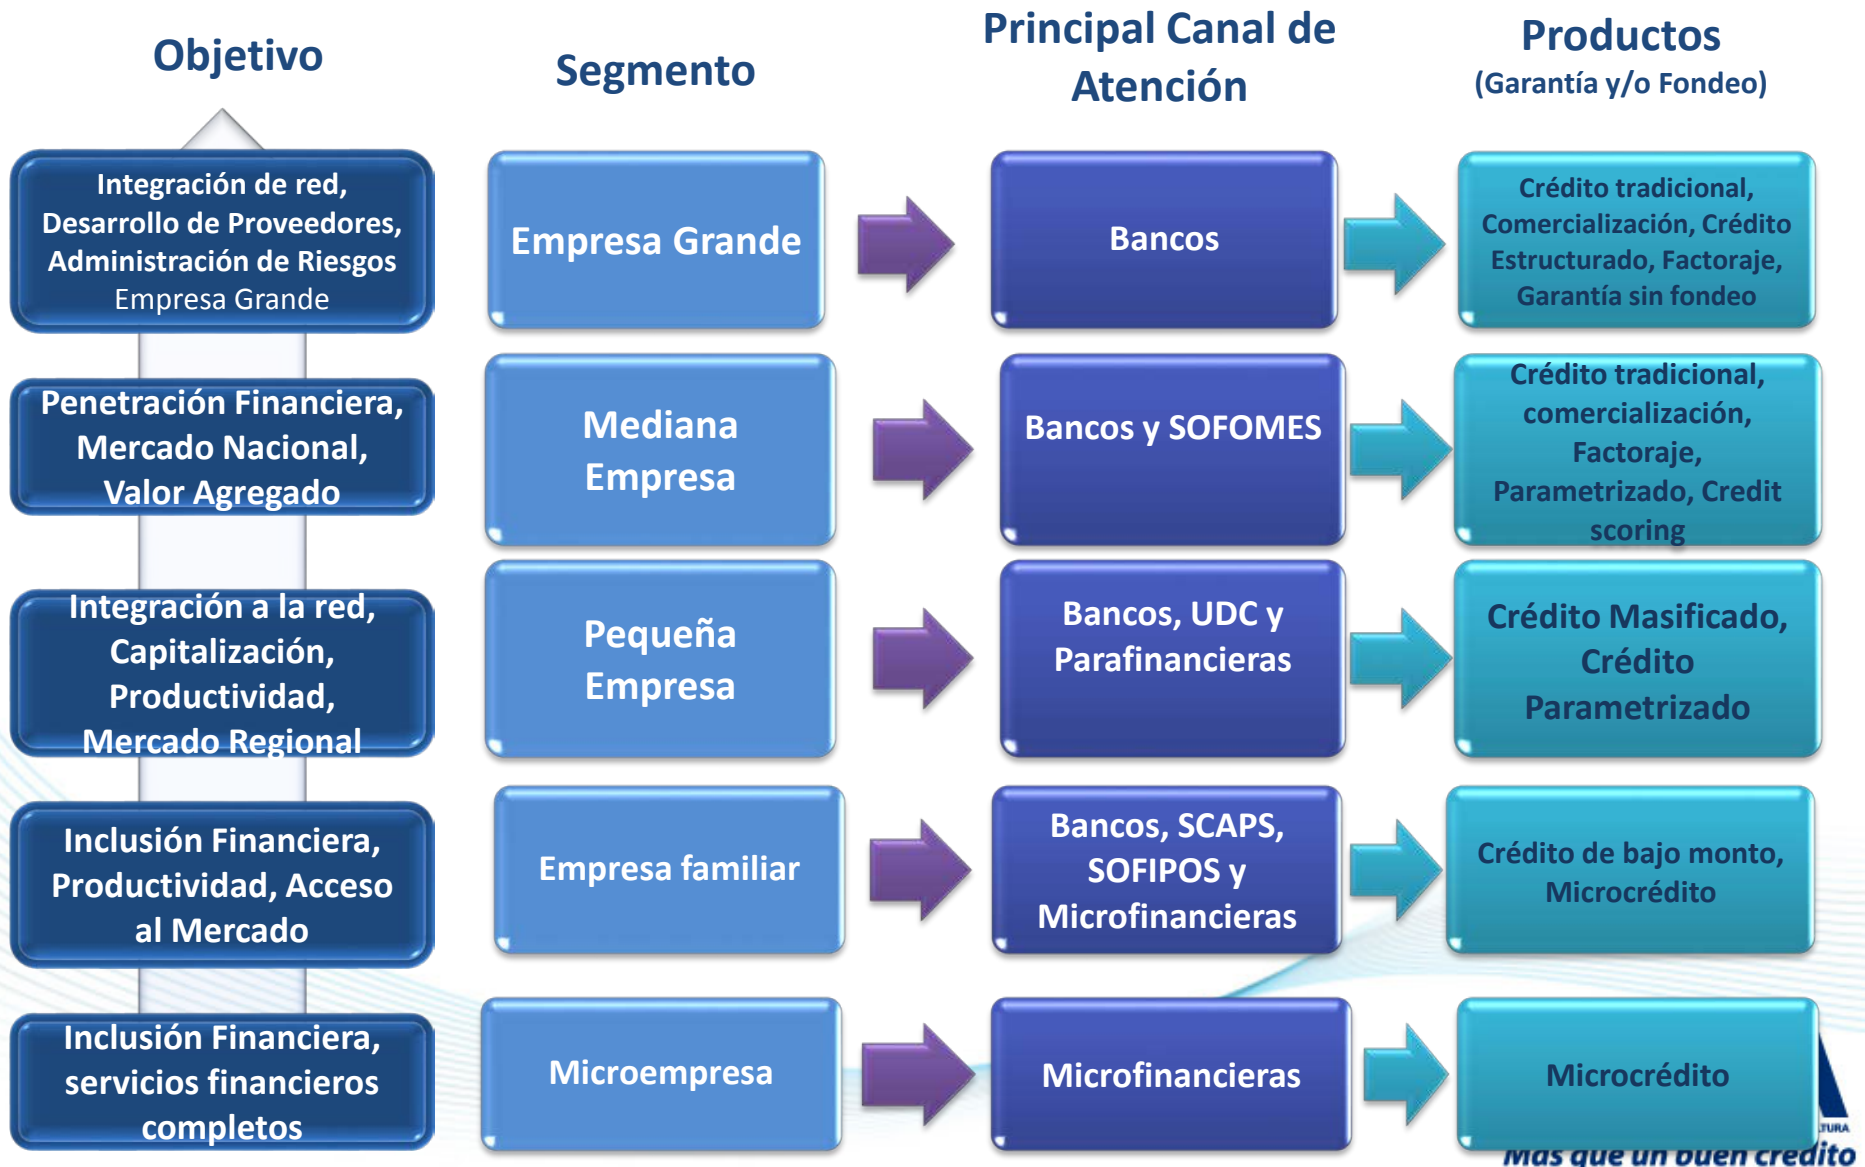 Objetivo
Segmento
Principal Canal de
Atención
Productos
(Garantía y/o Fondeo)
Integración de red,
Desarrollo de Proveedores,
Administración de Riesgos
Empresa Grande
Empresa Grande
Bancos
Crédito tradicional,
Comercialización, Crédito
Estructurado, Factoraje,
Garantía sin fondeo
Penetración Financiera,
Mercado Nacional,
Valor Agregado
Mediana
Empresa
Bancos y SOFOMES
Crédito tradicional,
comercialización,
Factoraje,
Parametrizado, Credit
scoring
Integración a la red,
Capitalización,
Productividad,
Mercado Regional
Pequeña
Empresa
Bancos, UDC y
Parafinancieras
Crédito Masificado,
Crédito
Parametrizado
Inclusión Financiera,
Productividad, Acceso
al Mercado
Empresa familiar
Bancos, SCAPS,
SOFIPOS y
Microfinancieras
Crédito de bajo monto,
Microcrédito
Inclusión Financiera,
servicios financieros
completos
Microempresa
Microfinancieras
Microcrédito
TURA
Más que un buen crédito